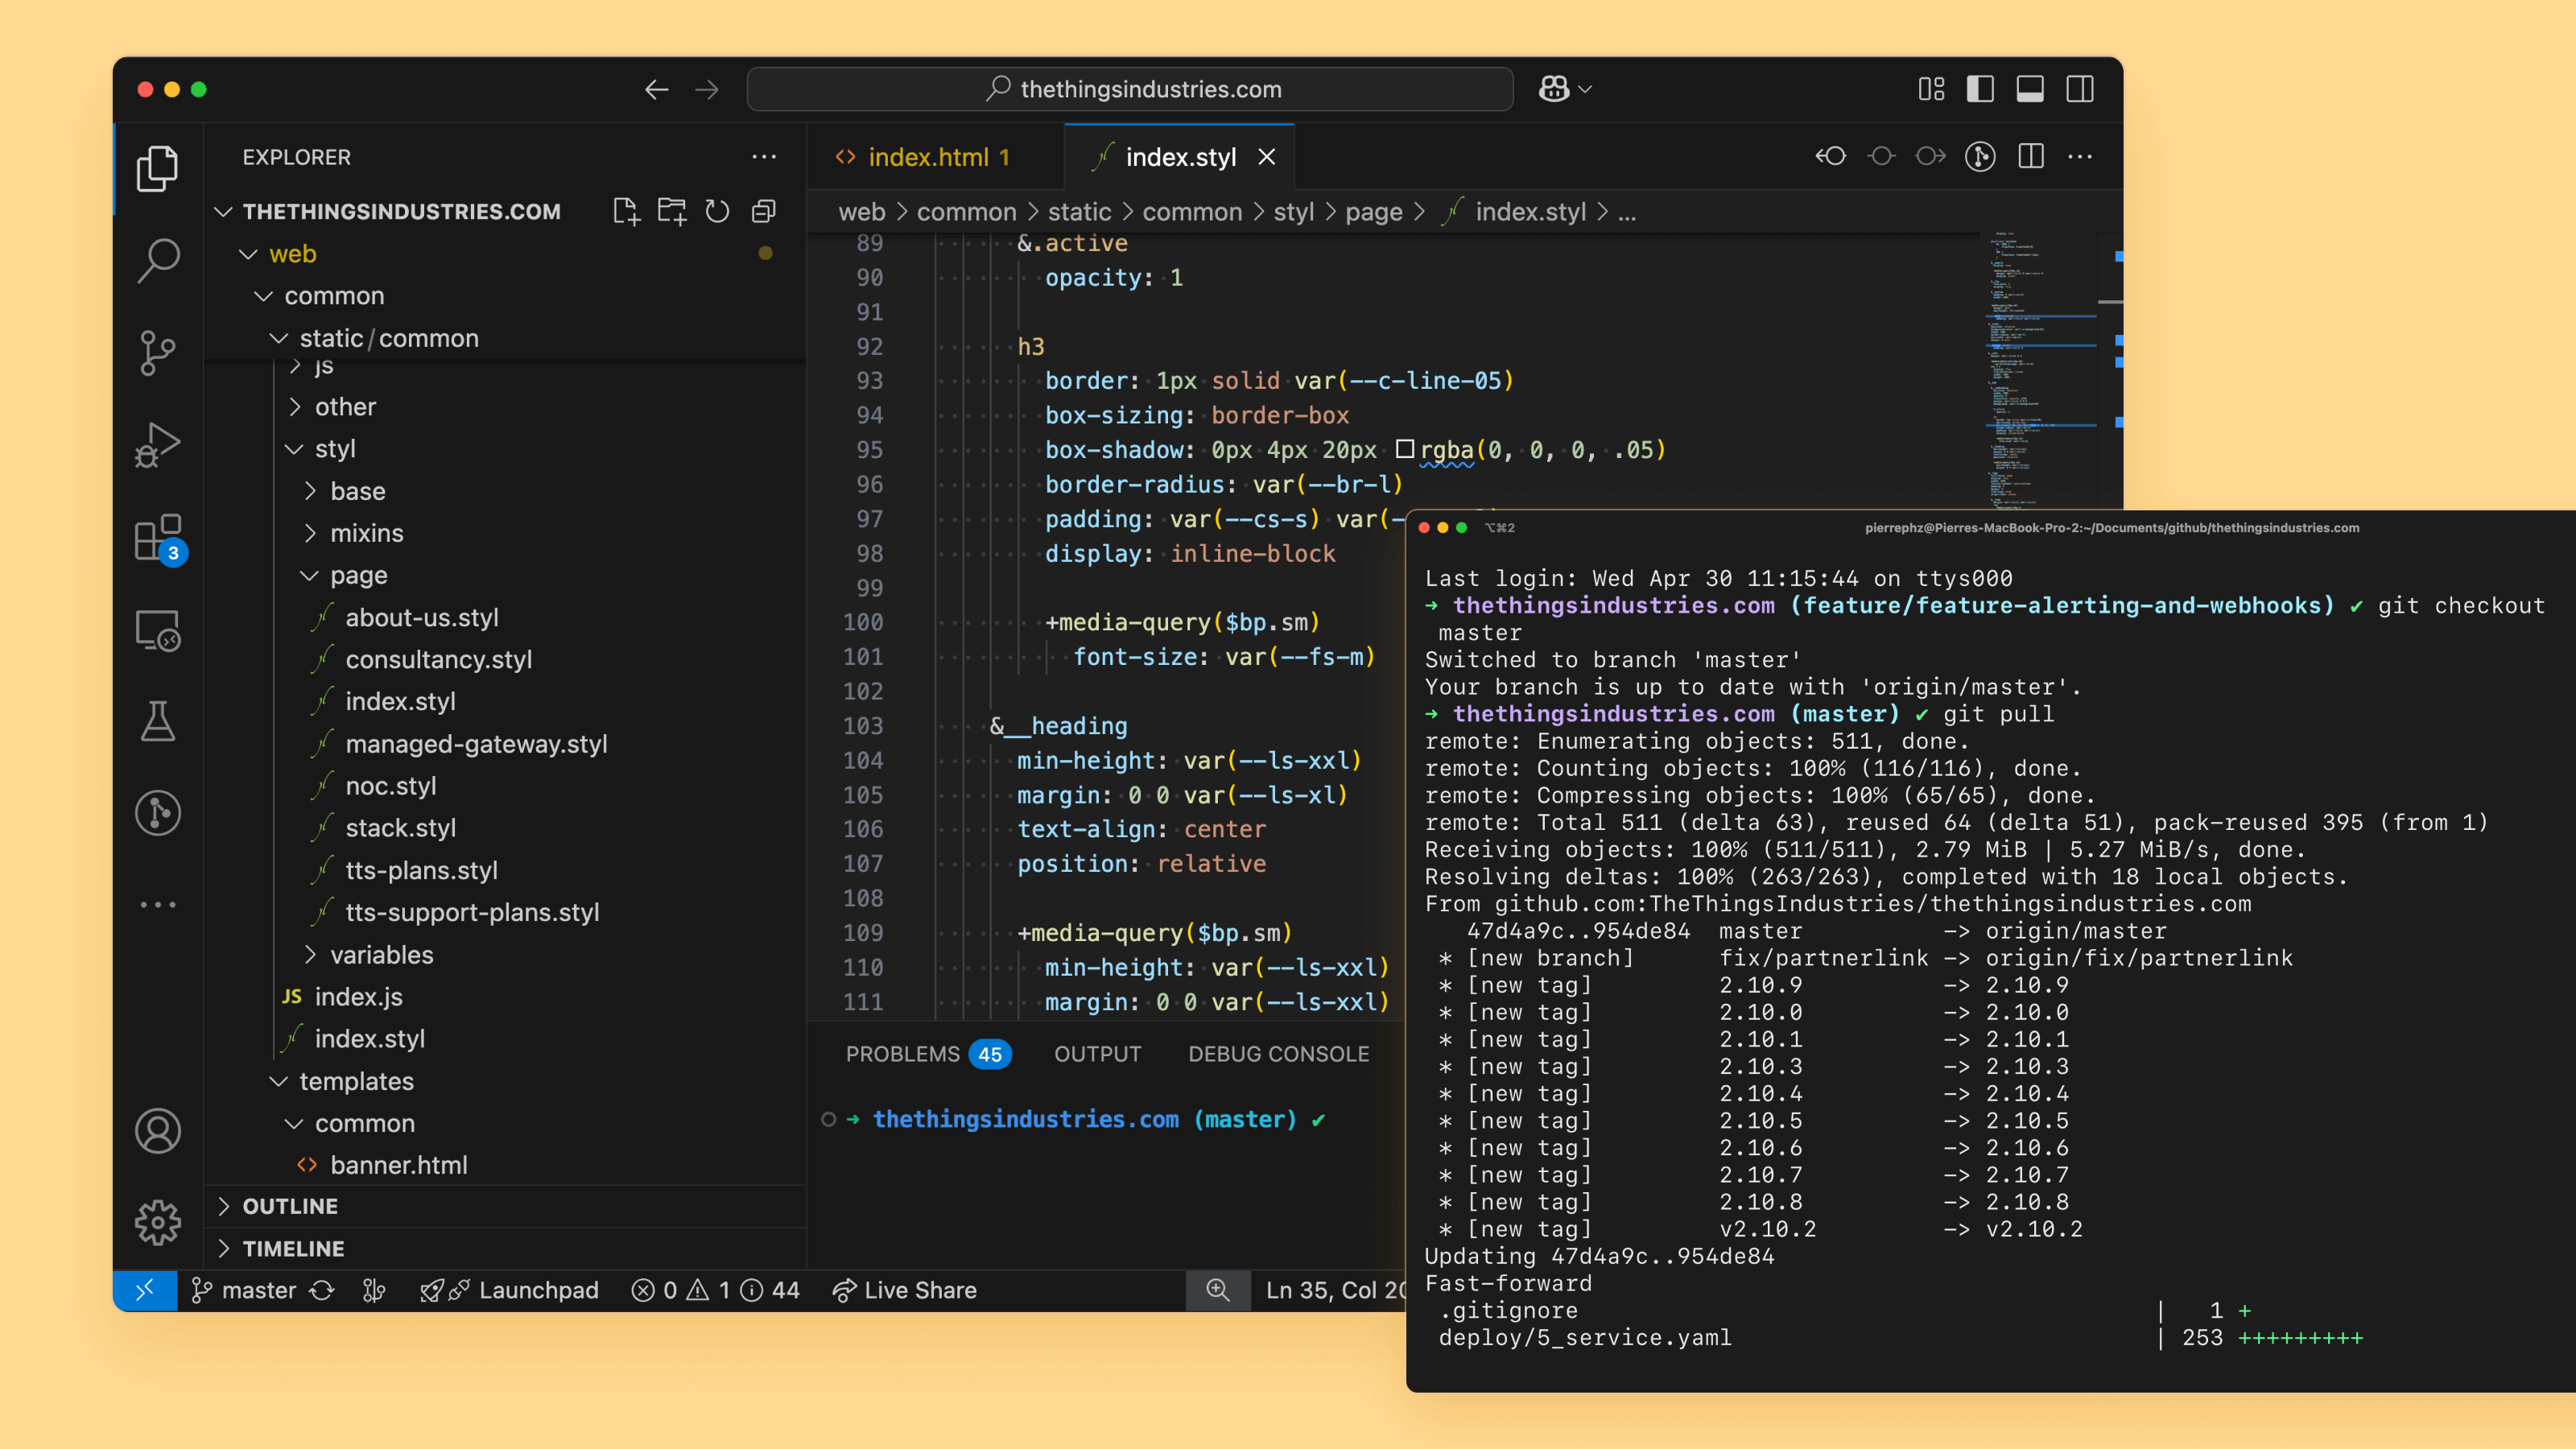 thethingsindustries.com
EXPLORER
THETHINGSINDUSTRIES.COM
web
common
static/common
js
other
styl
base
mixins
page
about-us.styl
consultancy.styl
index.styl
managed-gateway.styl
noc.styl
stack.styl
tts-plans.styl
tts-support-plans.styl
variables
JS index.js
index.styl
templates
common
<> banner.html
OUTLINE
TIMELINE
3
<> index.html 1
index.styl
web > common > static > common > styl > page > index.styl > ...
89 &.active
90 opacity: 1
91
92 h3
93 border: 1px solid var(--c-line-05)
94 box-sizing: border-box
95 box-shadow: 0px 4px 20px rgba(0, 0, 0, .05)
96 border-radius: var(--br-l)
97 padding: var(--cs-s) var(-
98 display: inline-block
99
100 +media-query($bp.sm)
101 font-size: var(--fs-m)
102
103 &__heading
104 min-height: var(--ls-xxl)
105 margin: 0 0 var(--ls-xl)
106 text-align: center
107 position: relative
108
109 +media-query($bp.sm)
110 min-height: var(--ls-xxl)
111 margin: 0 0 var(--ls-xxl)
PROBLEMS 45 OUTPUT DEBUG CONSOLE
➜ thethingsindustries.com (master) ✔
master Launchpad 0 1 44 Live Share Ln 35, Col 20
⌥⌘2 pierrephz@Pierres-MacBook-Pro-2:~/Documents/github/thethingsindustries.com
Last login: Wed Apr 30 11:15:44 on ttys000
➜ thethingsindustries.com (feature/feature-alerting-and-webhooks) ✔ git checkout
master
Switched to branch 'master'
Your branch is up to date with 'origin/master'.
➜ thethingsindustries.com (master) ✔ git pull
remote: Enumerating objects: 511, done.
remote: Counting objects: 100% (116/116), done.
remote: Compressing objects: 100% (65/65), done.
remote: Total 511 (delta 63), reused 64 (delta 51), pack-reused 395 (from 1)
Receiving objects: 100% (511/511), 2.79 MiB | 5.27 MiB/s, done.
Resolving deltas: 100% (263/263), completed with 18 local objects.
From github.com:TheThingsIndustries/thethingsindustries.com
47d4a9c..954de84 master -> origin/master
* [new branch] fix/partnerlink -> origin/fix/partnerlink
* [new tag] 2.10.9 -> 2.10.9
* [new tag] 2.10.0 -> 2.10.0
* [new tag] 2.10.1 -> 2.10.1
* [new tag] 2.10.3 -> 2.10.3
* [new tag] 2.10.4 -> 2.10.4
* [new tag] 2.10.5 -> 2.10.5
* [new tag] 2.10.6 -> 2.10.6
* [new tag] 2.10.7 -> 2.10.7
* [new tag] 2.10.8 -> 2.10.8
* [new tag] v2.10.2 -> v2.10.2
Updating 47d4a9c..954de84
Fast-forward
.gitignore | 1 +
deploy/5_service.yaml | 253 +++++++++